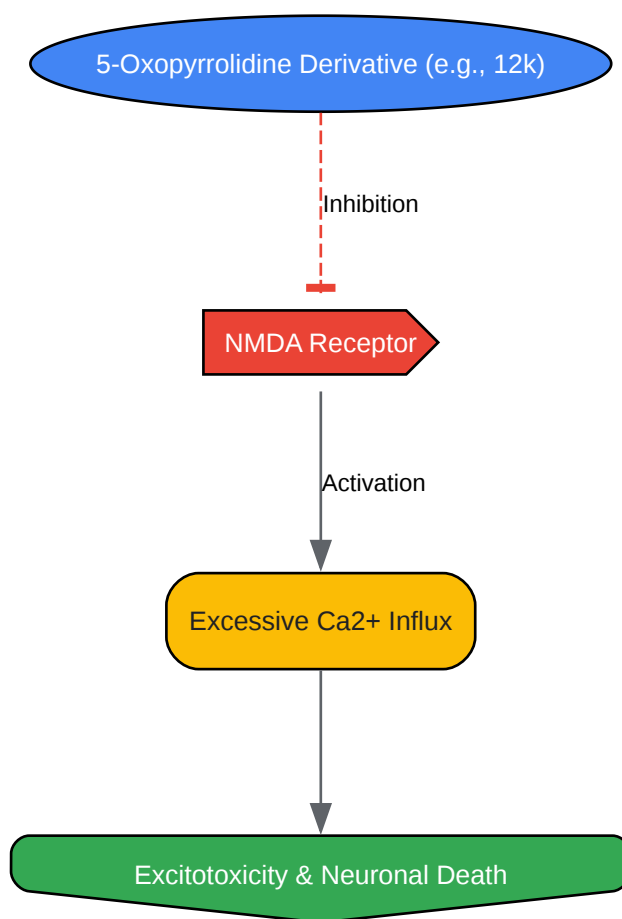 5-Oxopyrrolidine Derivative (e.g., 12k)
Inhibition
NMDA Receptor
Activation
Excessive Ca2+ Influx
Excitotoxicity & Neuronal Death